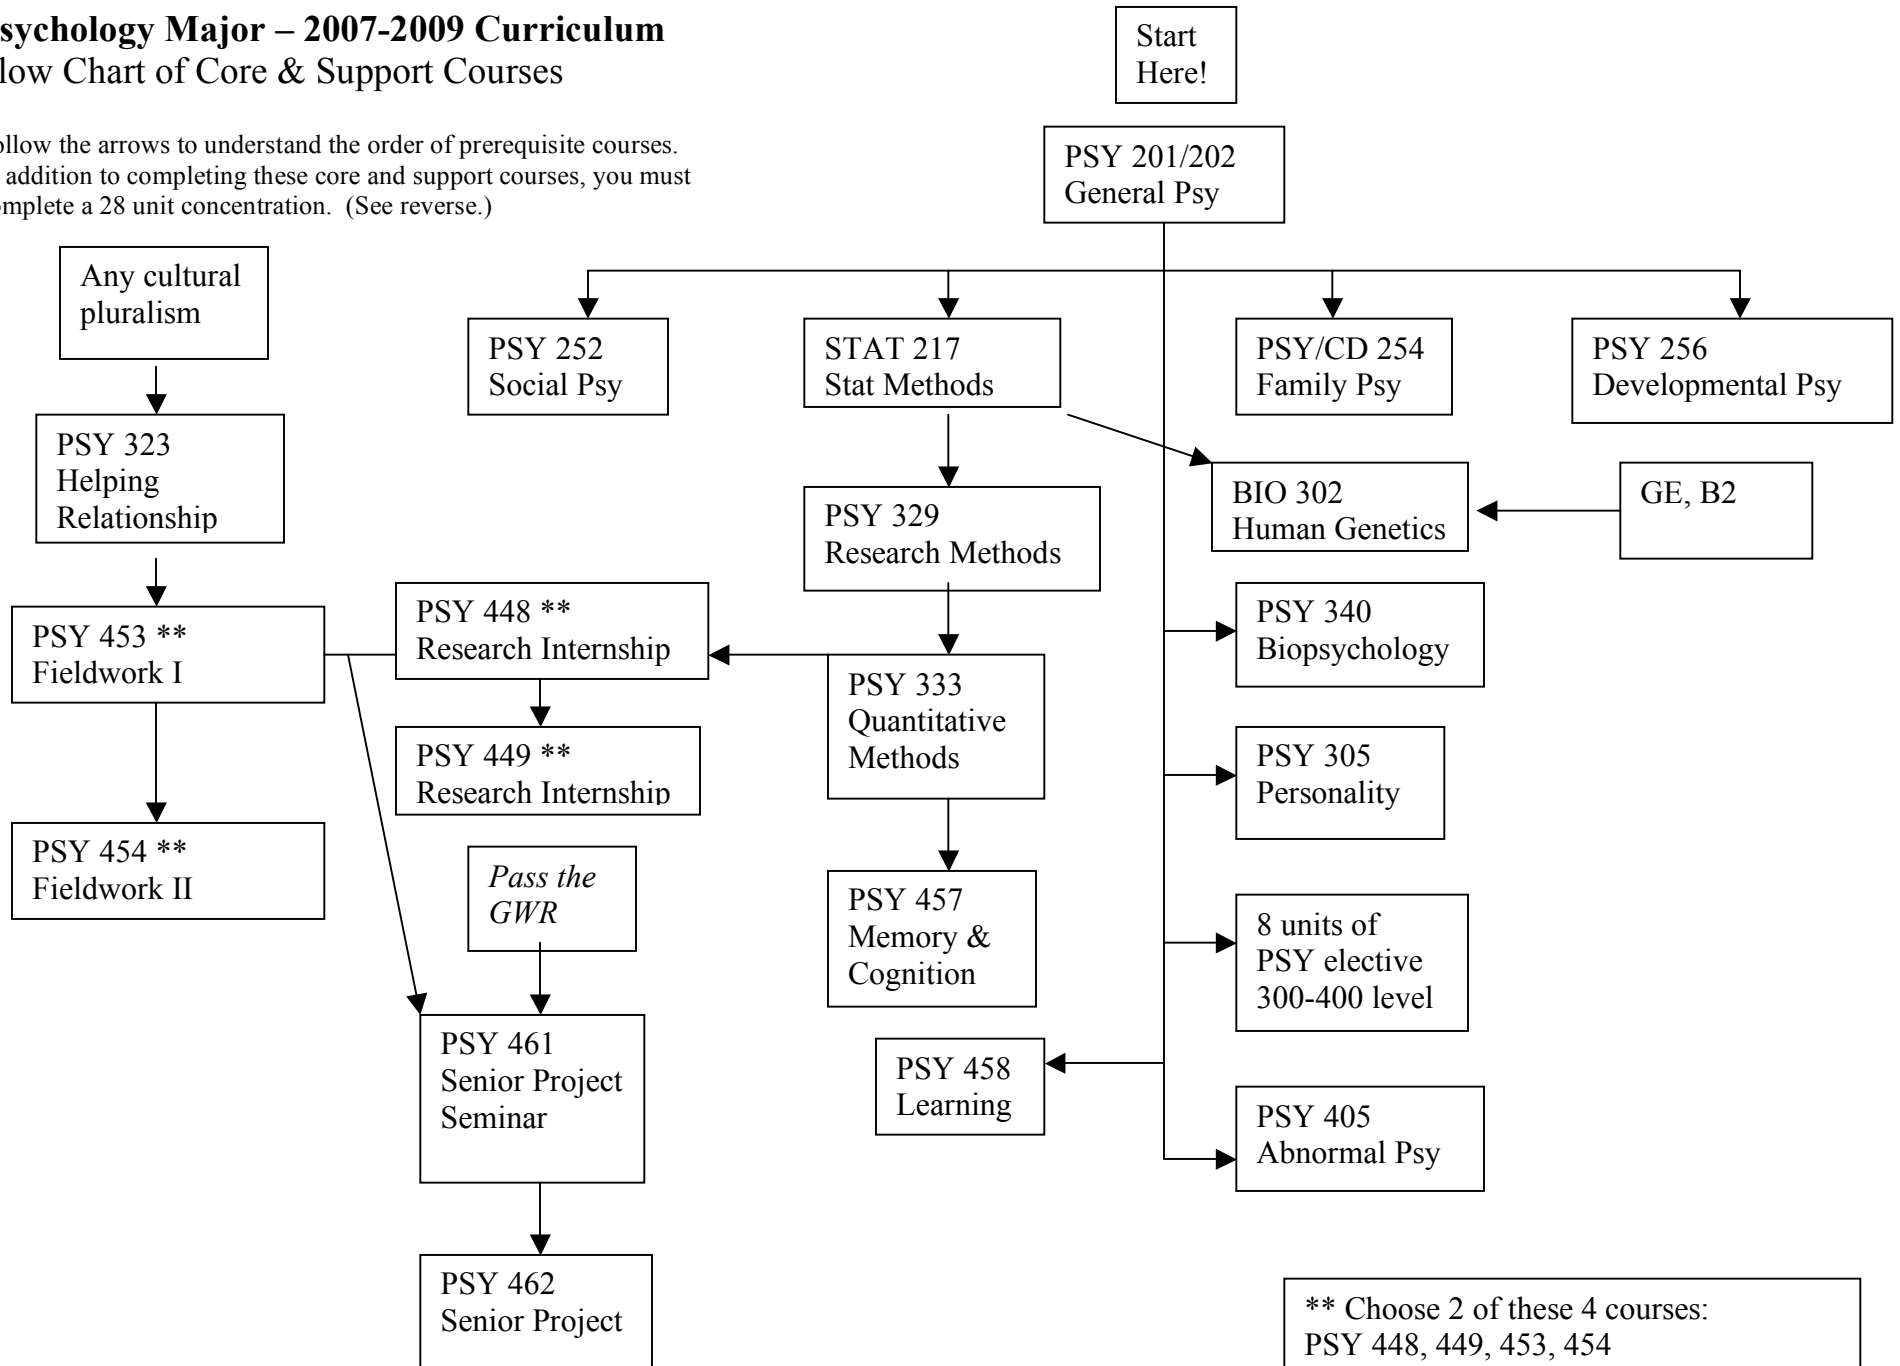 sychology Major – 2007-2009 Curriculum
low Chart of Core & Support Courses
ollow the arrows to understand the order of prerequisite courses.
addition to completing these core and support courses, you must
omplete a 28 unit concentration. (See reverse.)
Start
Here!
PSY 201/202
General Psy
Any cultural
pluralism
PSY 252
Social Psy
STAT 217
Stat Methods
PSY/CD 254
Family Psy
PSY 256
Developmental Psy
PSY 323
Helping
Relationship
PSY 329
Research Methods
BIO 302
Human Genetics
GE, B2
PSY 453 **
Fieldwork I
PSY 448 **
Research Internship
PSY 333
Quantitative
Methods
PSY 340
Biopsychology
PSY 449 **
Research Internship
PSY 305
Personality
PSY 454 **
Fieldwork II
Pass the
GWR
PSY 457
Memory &
Cognition
8 units of
PSY elective
300-400 level
PSY 461
Senior Project
Seminar
PSY 458
Learning
PSY 405
Abnormal Psy
PSY 462
Senior Project
** Choose 2 of these 4 courses:
PSY 448, 449, 453, 454